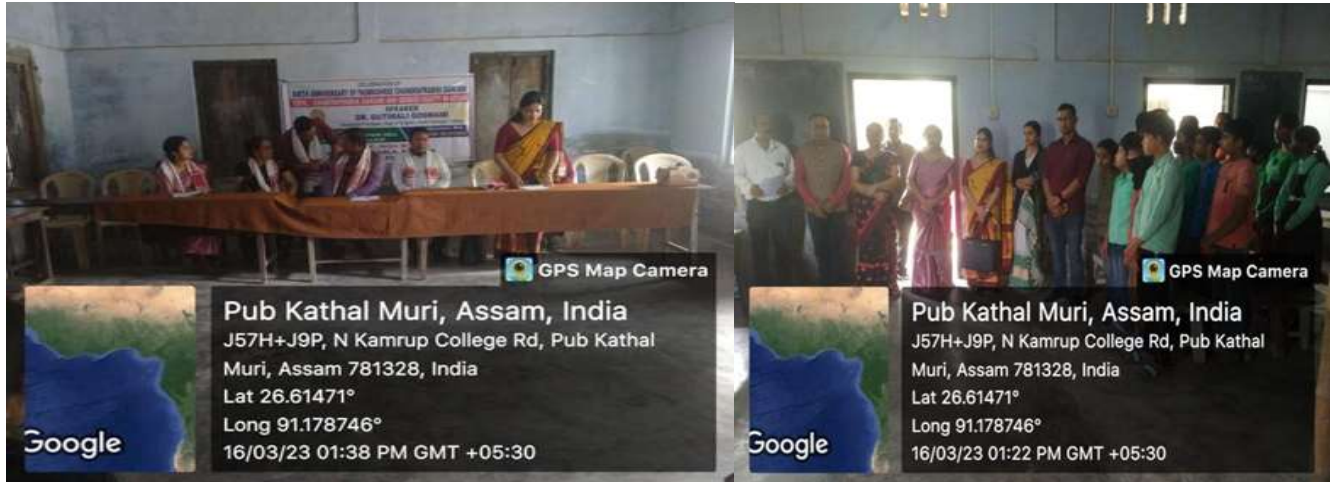 CELEBRATION OF
SPEAKER
GPS Map Camera
Pub Kathal Muri, Assam, India
J57H+J9P, N Kamrup College Rd, Pub Kathal
Muri, Assam 781328, India
Lat 26.61471°
Long 91.178746°
16/03/23 01:38 PM GMT +05:30
Google
GPS Map Camera
Pub Kathal Muri, Assam, India
J57H+J9P, N Kamrup College Rd, Pub Kathal
Muri, Assam 781328, India
Lat 26.61471°
Long 91.178746°
16/03/23 01:22 PM GMT +05:30
Google